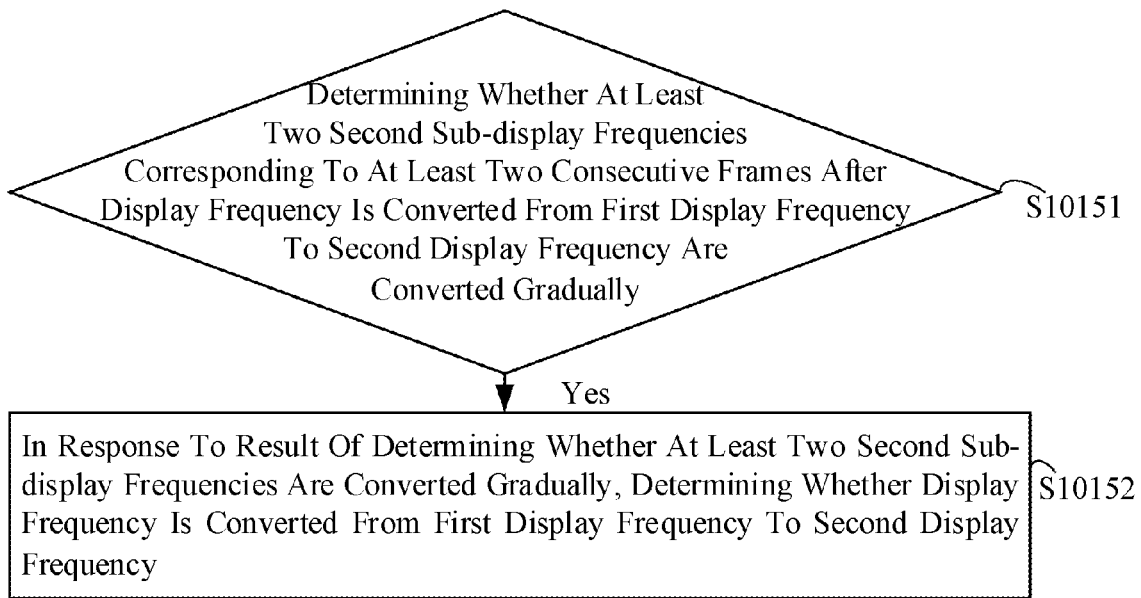 Determining Whether At Least
Two Second Sub-display Frequencies
Corresponding To At Least Two Consecutive Frames After
Display Frequency Is Converted From First Display Frequency
To Second Display Frequency Are
Converted Gradually
S10151
Yes
In Response To Result Of Determining Whether At Least Two Second Sub-
display Frequencies Are Converted Gradually, Determining Whether Display
Frequency Is Converted From First Display Frequency To Second Display
Frequency
S10152